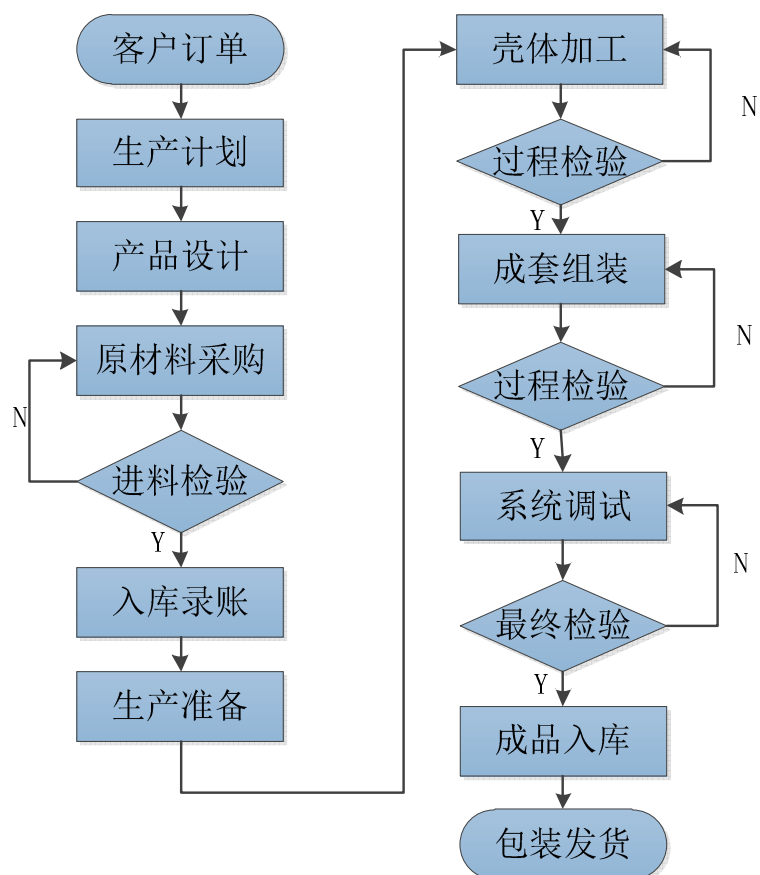 客户订单
生产计划
产品设计
原材料采购
N
进料检验
Y
入库录账
生产准备
壳体加工
N
过程检验
Y
成套组装
N
过程检验
Y
系统调试
N
最终检验
Y
成品入库
包装发货